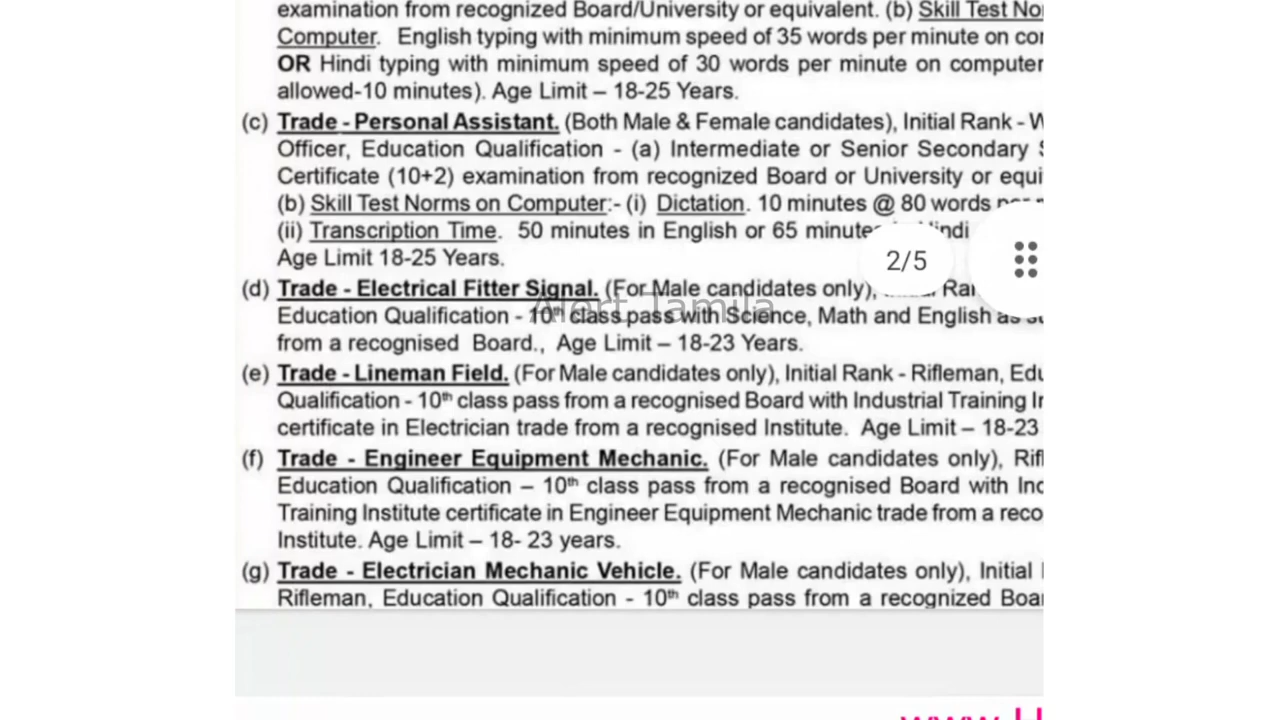 examination from recognized Board/University or equivalent. (b) Skill Test No
Computer. English typing with minimum speed of 35 words per minute on
OR Hindi typing with minimum speed of 30 words per minute on computer
allowed-10 minutes). Age Limit – 18-25 Years.
(c) Trade - Personal Assistant. (Both Male & Female candidates), Initial Rank - W
Officer, Education Qualification - (a) Intermediate or Senior Secondary
Certificate (10+2) examination from recognized Board or University or equi
(b) Skill Test Norms on Computer:- (i) Dictation. 10 minutes @ 80 words
(ii) Transcription Time. 50 minutes in English or 65 minutes
2/5
Age Limit 18-25 Years.
(d) Trade - Electrical Fitter Signal. (For Male candidates only),
Alert Tamila
Education Qualification - 10th class pass with Science, Math and English as
from a recognised Board., Age Limit – 18-23 Years.
(e) Trade - Lineman Field. (For Male candidates only), Initial Rank - Rifleman, Edu
Qualification - 10th class pass from a recognised Board with Industrial Training
certificate in Electrician trade from a recognised Institute. Age Limit – 18-23
(f) Trade - Engineer Equipment Mechanic. (For Male candidates only), Rifl
Education Qualification – 10th class pass from a recognised Board with
Training Institute certificate in Engineer Equipment Mechanic trade from a reco
Institute. Age Limit – 18- 23 years.
(g) Trade - Electrician Mechanic Vehicle. (For Male candidates only), Initial
Rifleman, Education Qualification - 10th class pass from a recognized Boa